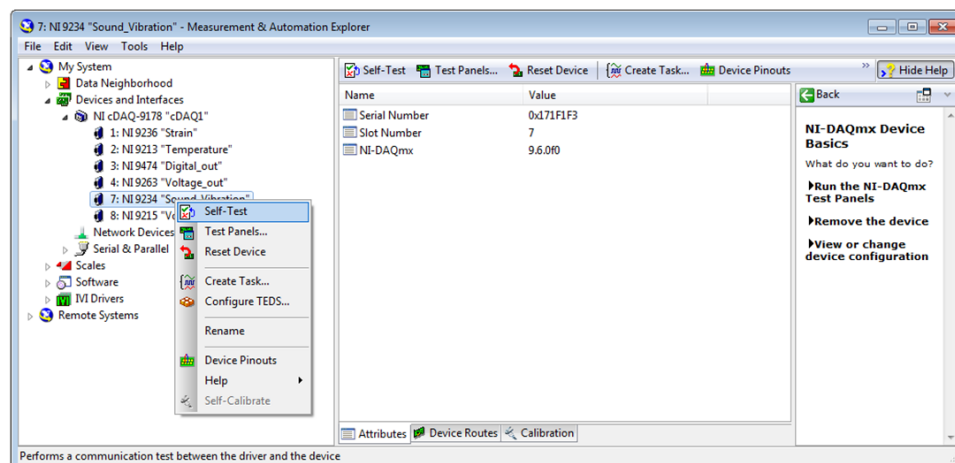 7: NI 9234 "Sound_Vibration" - Measurement & Automation Explorer
File Edit View Tools Help
My System
Data Neighborhood
Devices and Interfaces
NI cDAQ-9178 "cDAQ1"
1: NI 9236 "Strain"
2: NI 9213 "Temperature"
3: NI 9474 "Digital_out"
4: NI 9263 "Voltage_out"
7: NI 9234 "Sound_Vibration"
8: NI 9215
Network Devices
Serial & Parallel
Scales
Software
IVI Drivers
Remote Systems
Self-Test
Test Panels...
Reset Device
Create Task...
Configure TEDS...
Rename
Device Pinouts
Help
Self-Calibrate
Self-Test Test Panels... Reset Device Create Task... Device Pinouts » Hide Help
Name Value
Serial Number 0x171F1F3
Slot Number 7
NI-DAQmx 9.6.0f0
Attributes Device Routes Calibration
Back
NI-DAQmx Device
Basics
What do you want to do?
Run the NI-DAQmx
Test Panels
Remove the device
View or change
device configuration
Performs a communication test between the driver and the device